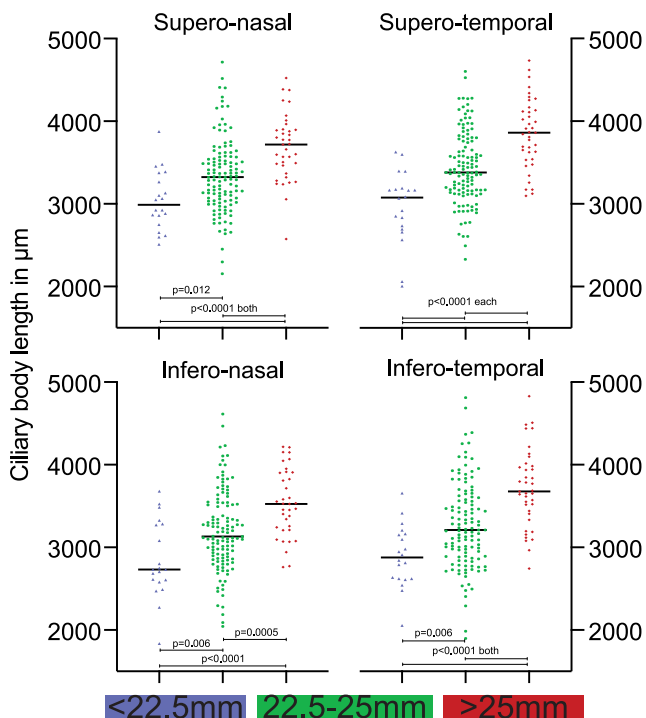 Supero-nasal
Supero-temporal
5000
4000
3000
2000
p=0.012
p<0.0001 both
p<0.0001 each
5000
4000
3000
2000
Ciliary body length in µm
Infero-nasal
Infero-temporal
5000
4000
3000
2000
p=0.006
p=0.0005
p<0.0001
p=0.006
p<0.0001 both
5000
4000
3000
2000
<22.5mm
22.5-25mm
>25mm